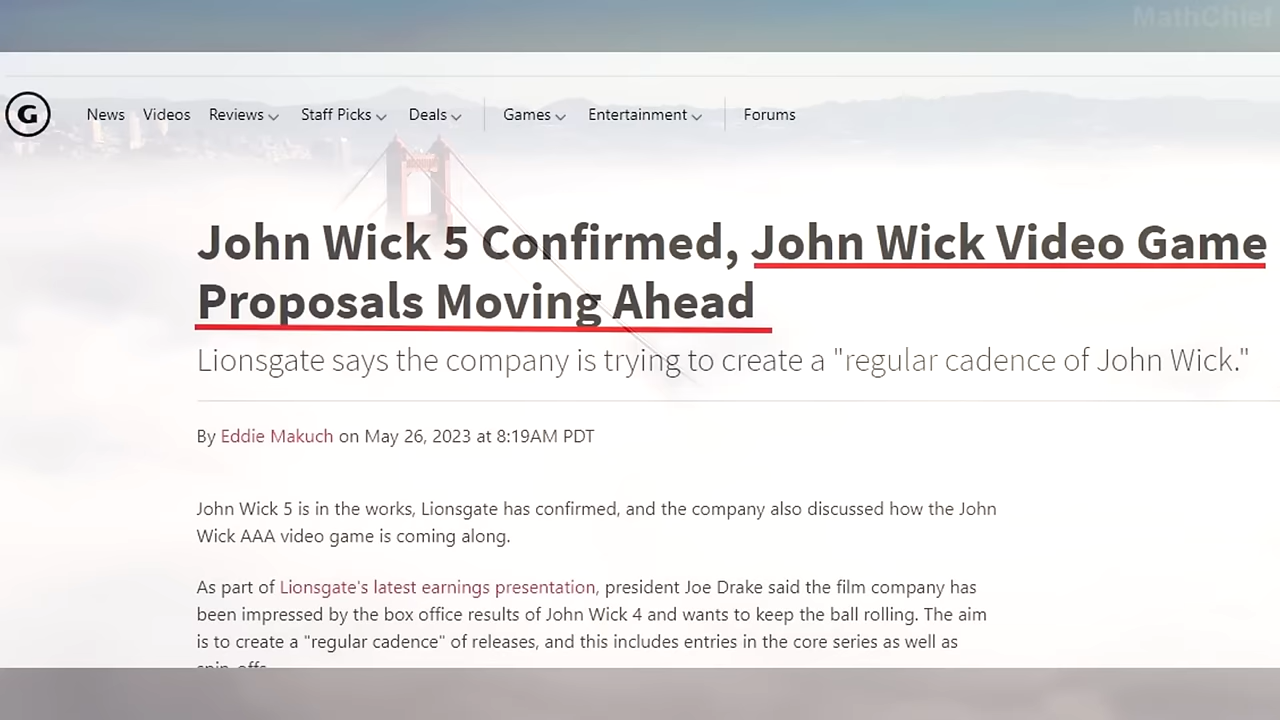 MathChief
G News Videos Reviews Staff Picks Deals Games Entertainment Forums
John Wick 5 Confirmed, John Wick Video Game
Proposals Moving Ahead
Lionsgate says the company is trying to create a "regular cadence of John Wick."
By Eddie Makuch on May 26, 2023 at 8:19AM PDT
John Wick 5 is in the works, Lionsgate has confirmed, and the company also discussed how the John
Wick AAA video game is coming along.
As part of Lionsgate's latest earnings presentation, president Joe Drake said the film company has
been impressed by the box office results of John Wick 4 and wants to keep the ball rolling. The aim
is to create a "regular cadence" of releases, and this includes entries in the core series as well as
spin-offs